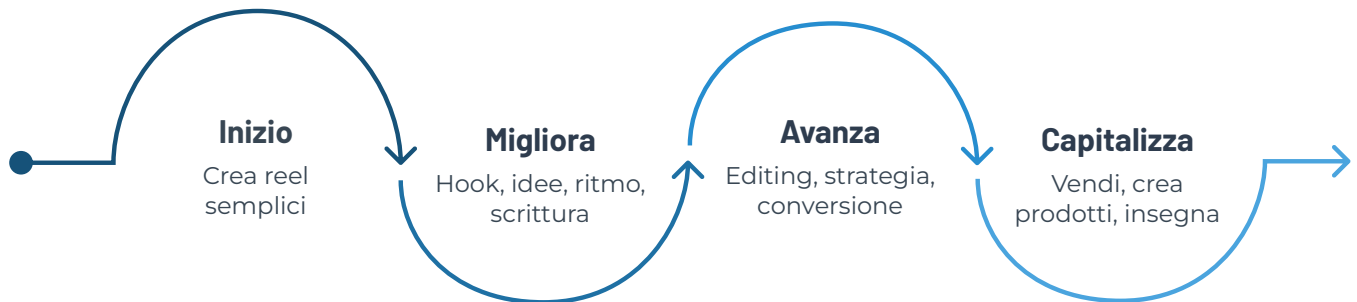 Inizio
Crea reel
semplici
Migliora
Hook, idee, ritmo,
scrittura
Avanza
Editing, strategia,
conversione
Capitalizza
Vendi, crea
prodotti, insegna